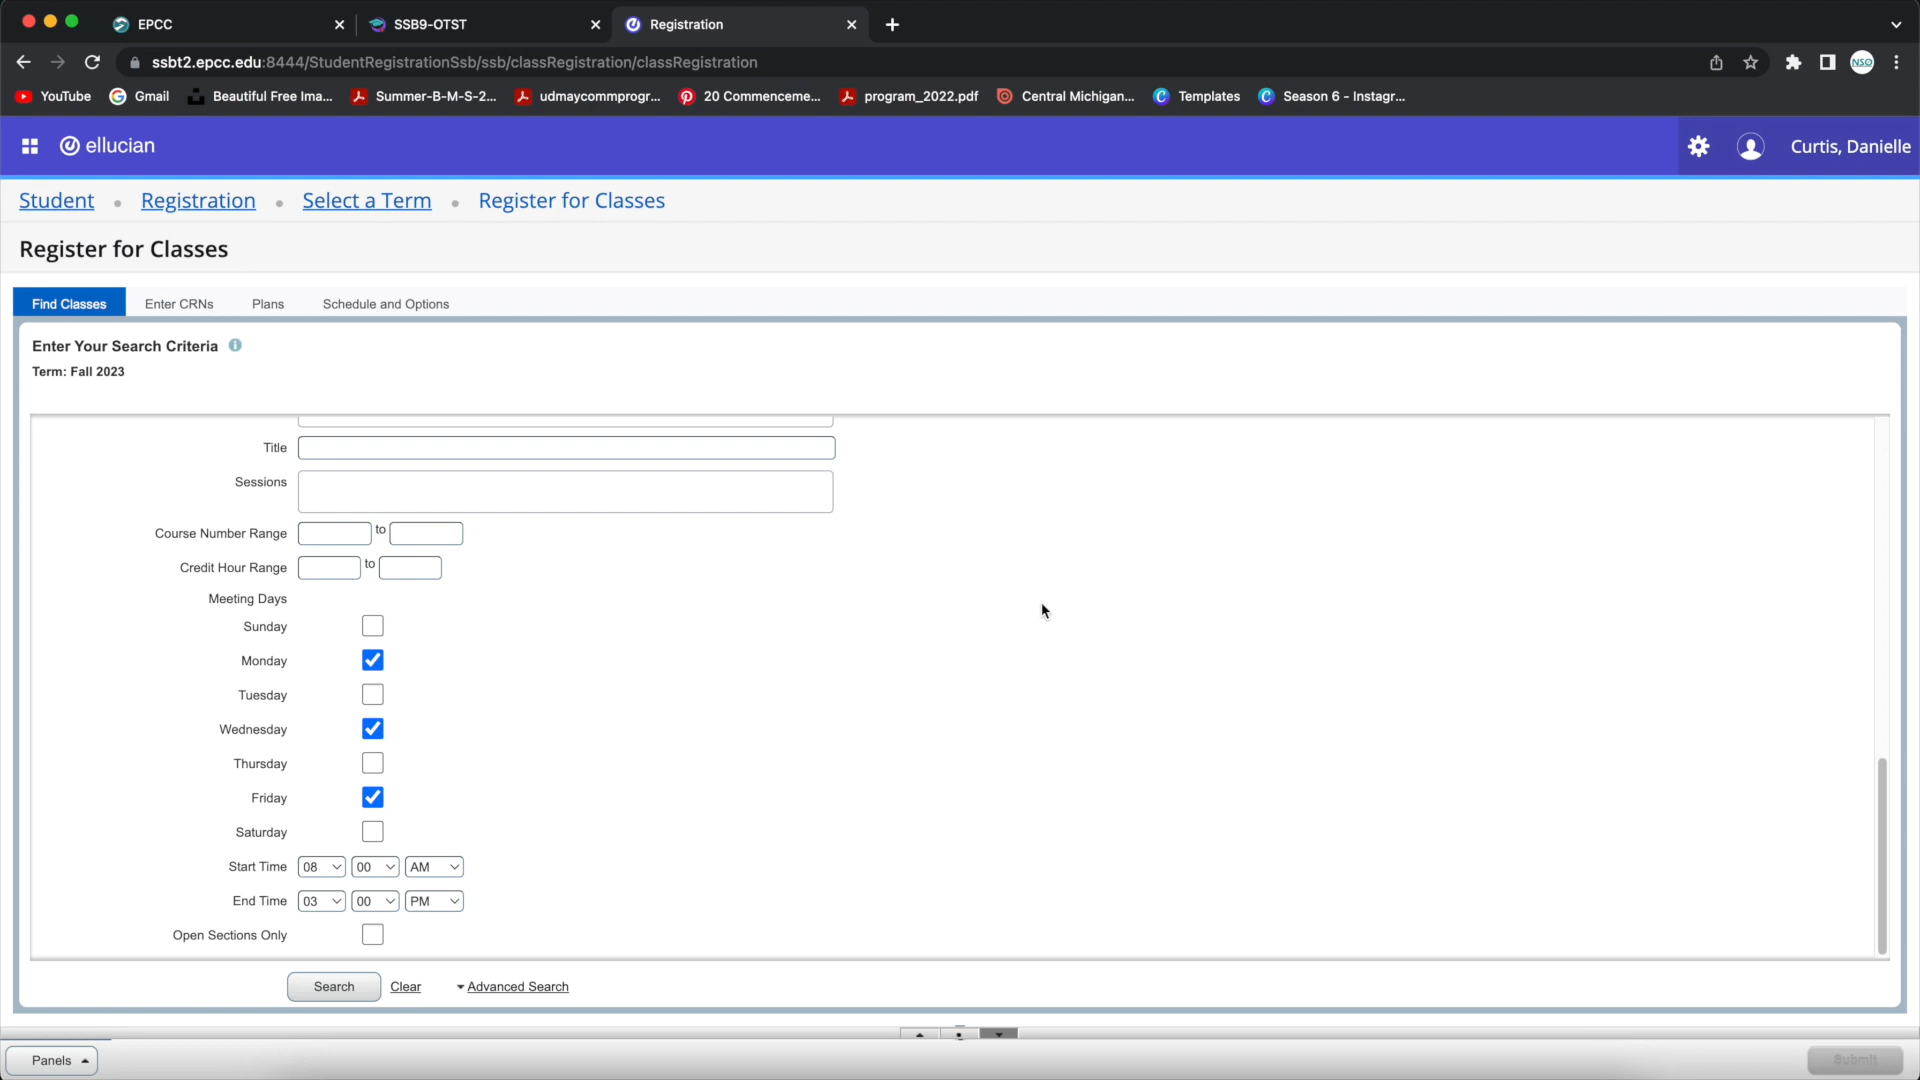 EPCC
SSB9-OTST
Registration
ssbt2.epcc.edu:8444/StudentRegistrationSsb/ssb/classRegistration/classRegistration
NSO
YouTube
Gmail
Beautiful Free Ima...
Summer-B-M-S-2...
udmaycommprogr...
20 Commenceme...
program_2022.pdf
Central Michigan...
Templates
Season 6 - Instagr...
ellucian
Curtis, Danielle
Student • Registration • Select a Term • Register for Classes
Register for Classes
Find Classes
Enter CRNs
Plans
Schedule and Options
Enter Your Search Criteria
Term: Fall 2023
Title
Sessions
Course Number Range to
Credit Hour Range to
Meeting Days
Sunday
Monday
Tuesday
Wednesday
Thursday
Friday
Saturday
Start Time 08 00 AM
End Time 03 00 PM
Open Sections Only
Search Clear Advanced Search
Panels
Submit